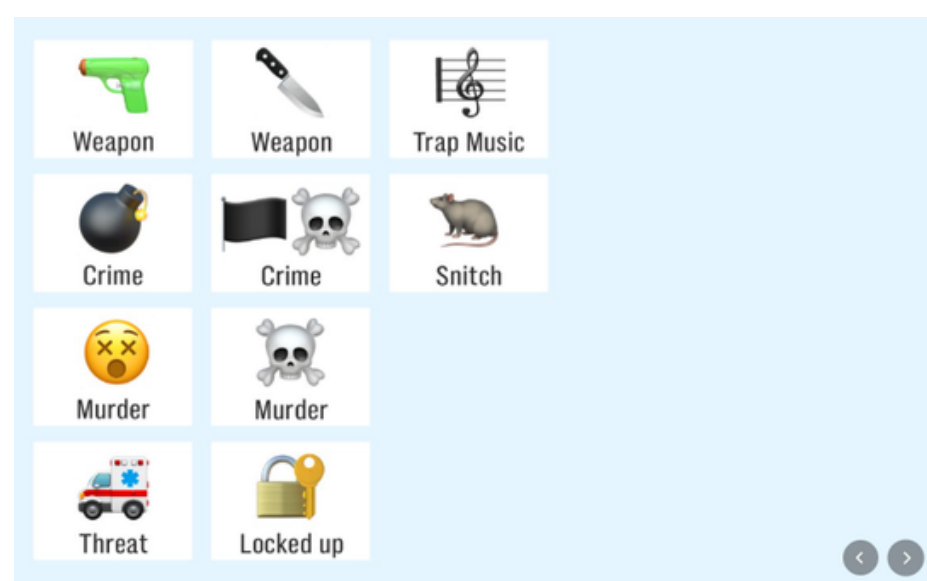 Weapon
Weapon
Trap Music
Crime
Crime
Snitch
Murder
Murder
Threat
Locked up